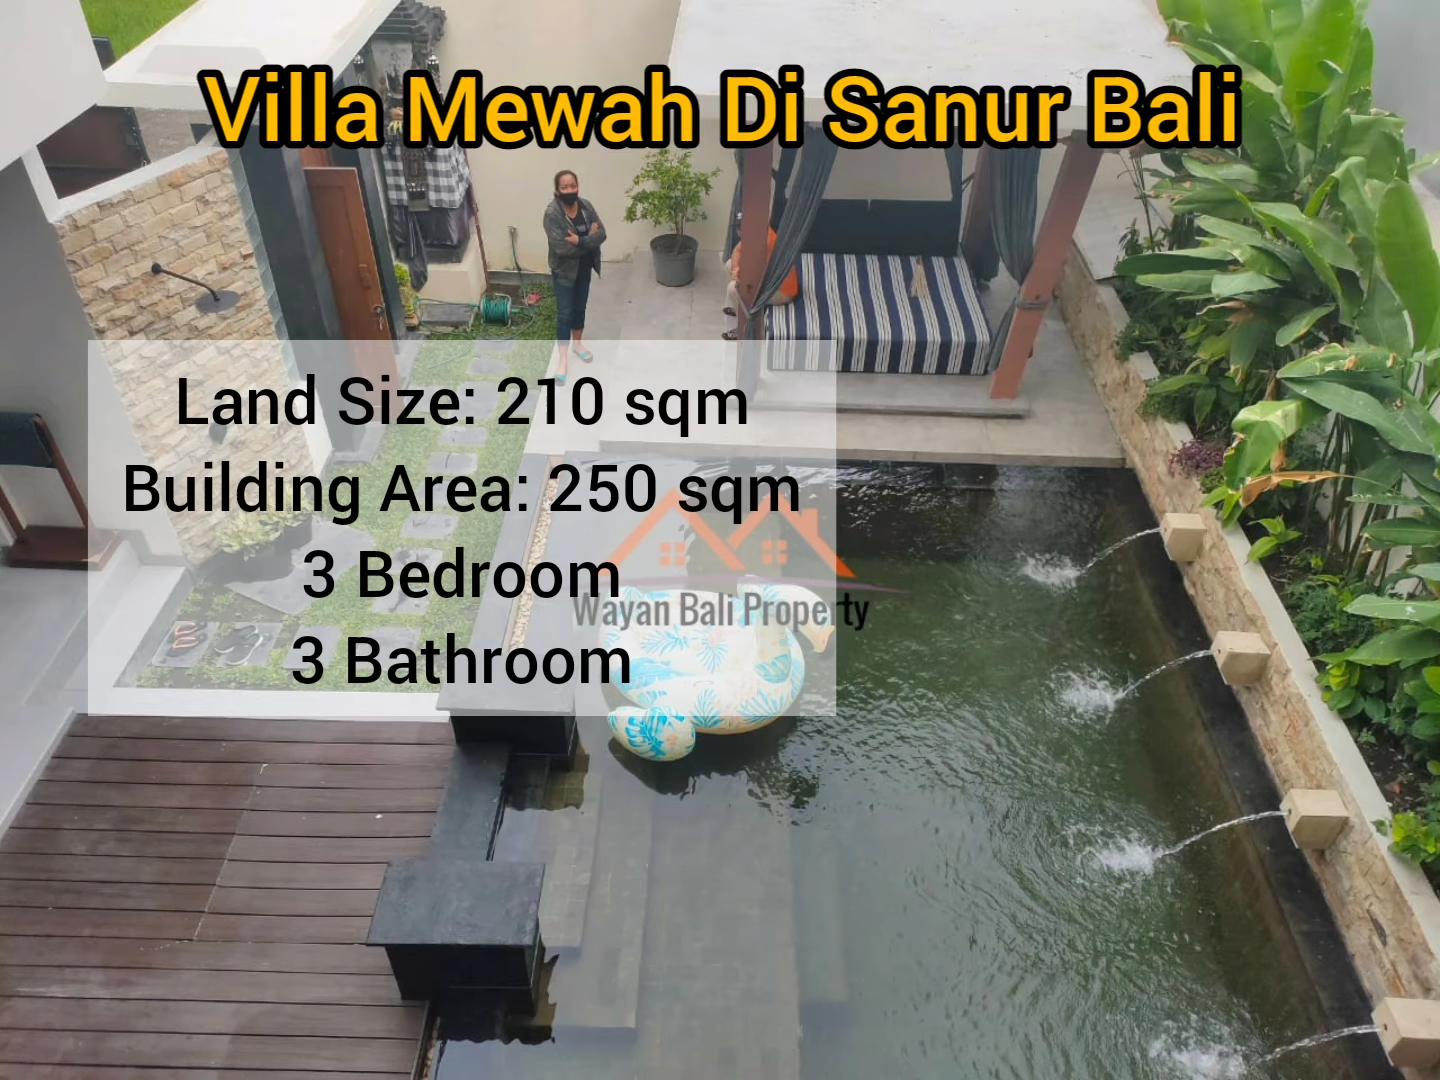 Villa Mewah Di Sanur Bali
Land Size: 210 sqm
Building Area: 250 sqm
3 Bedroom
3 Bathroom
Wayan Bali Property